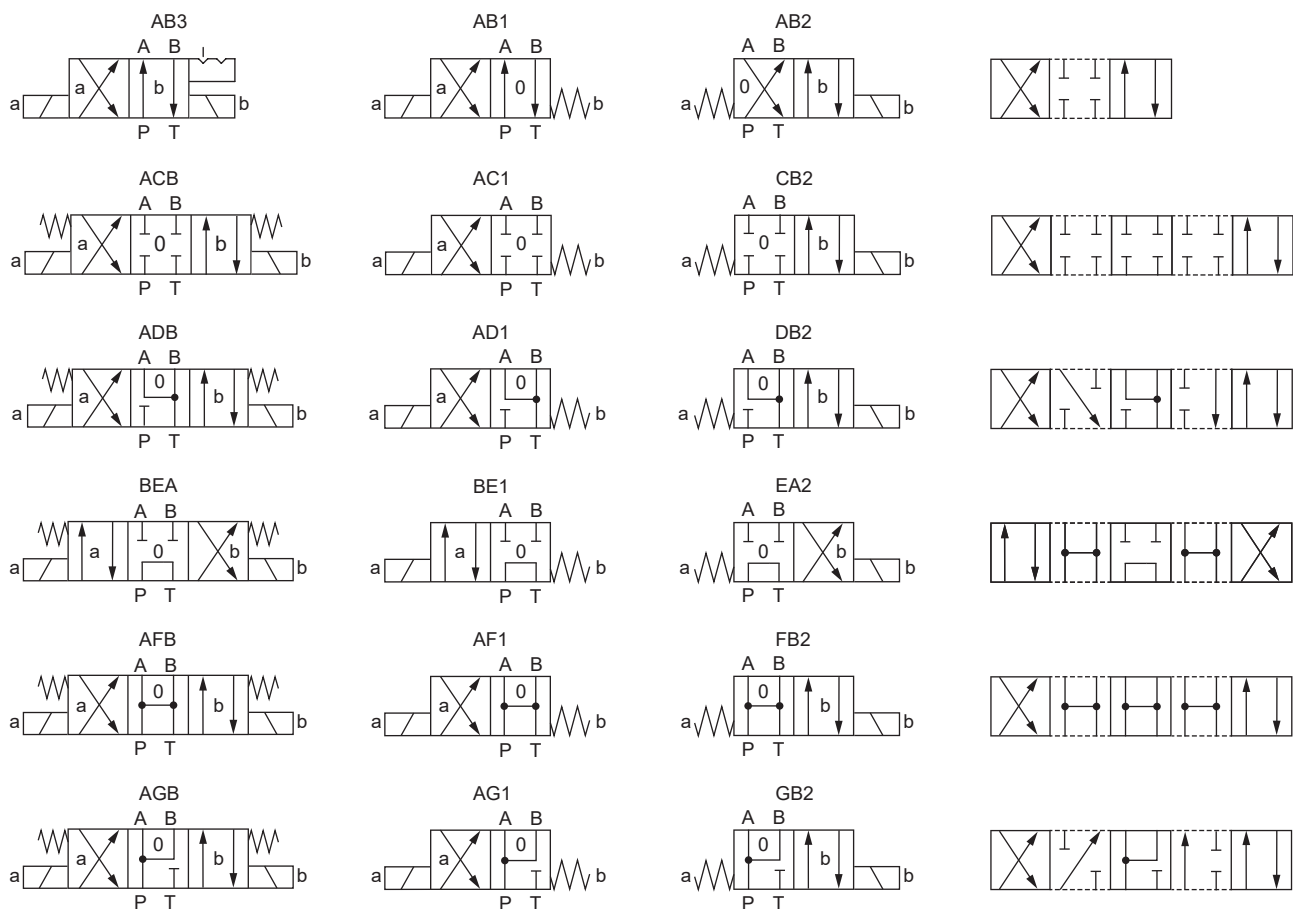 AB3 AB1 AB2
A B A B A B
a b a 0 0 b
a a b a b
P T P T P T
ACB AC1 CB2
A B A B A B
a 0 b a 0 0 b
a b a b a b
P T P T P T
ADB AD1 DB2
A B A B A B
a 0 b a 0 0 b
a b a b a b
P T P T P T
BEA BE1 EA2
A B A B A B
a 0 b a 0 0 b
a b a b a b
P T P T P T
AFB AF1 FB2
A B A B A B
a 0 b a 0 0 b
a b a b a b
P T P T P T
AGB AG1 GB2
A B A B A B
a 0 b a 0 0 b
a b a b a b
P T P T P T